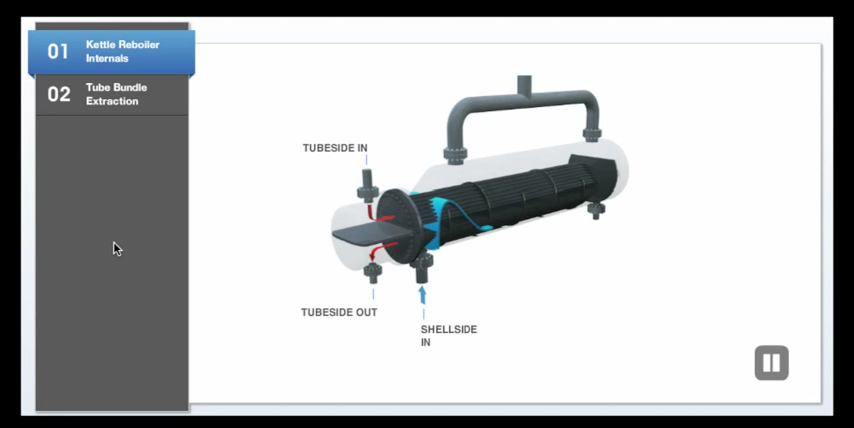 01
Kettle Reboiler
Internals
02
Tube Bundle
Extraction
TUBESIDE IN
TUBESIDE OUT
SHELLSIDE
IN